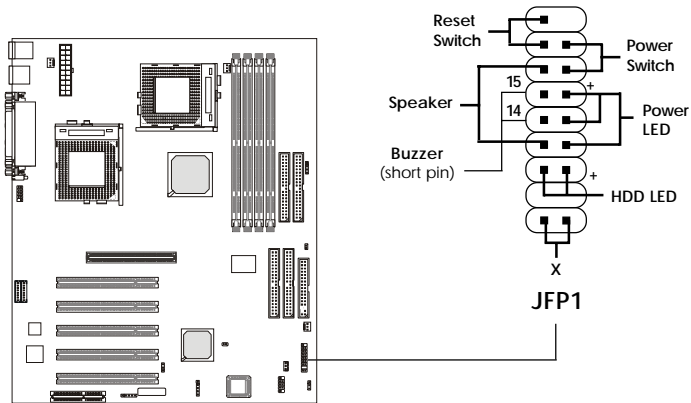 Reset
Switch
Power
Switch
15
+
Speaker
14
Power
LED
Buzzer
(short pin)
+
HDD LED
X
JFP1